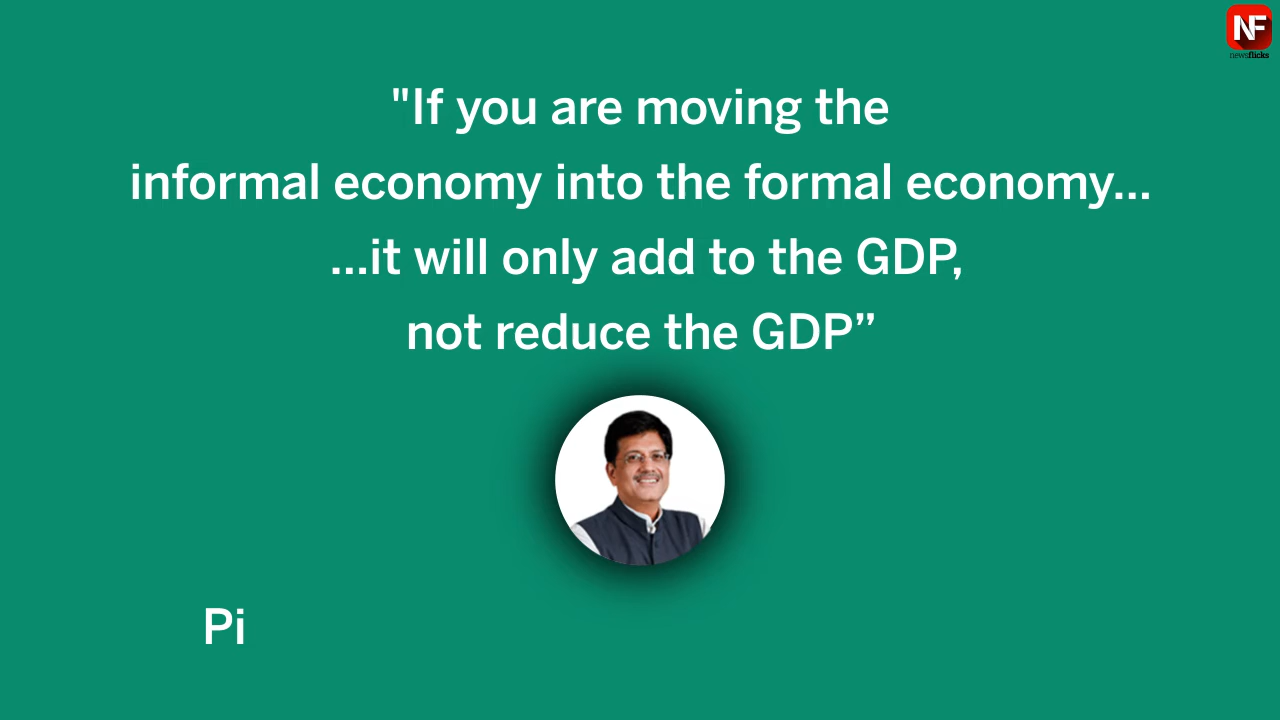 NF
newsflicks
"If you are moving the
informal economy into the formal economy...
...it will only add to the GDP,
not reduce the GDP”
Pi